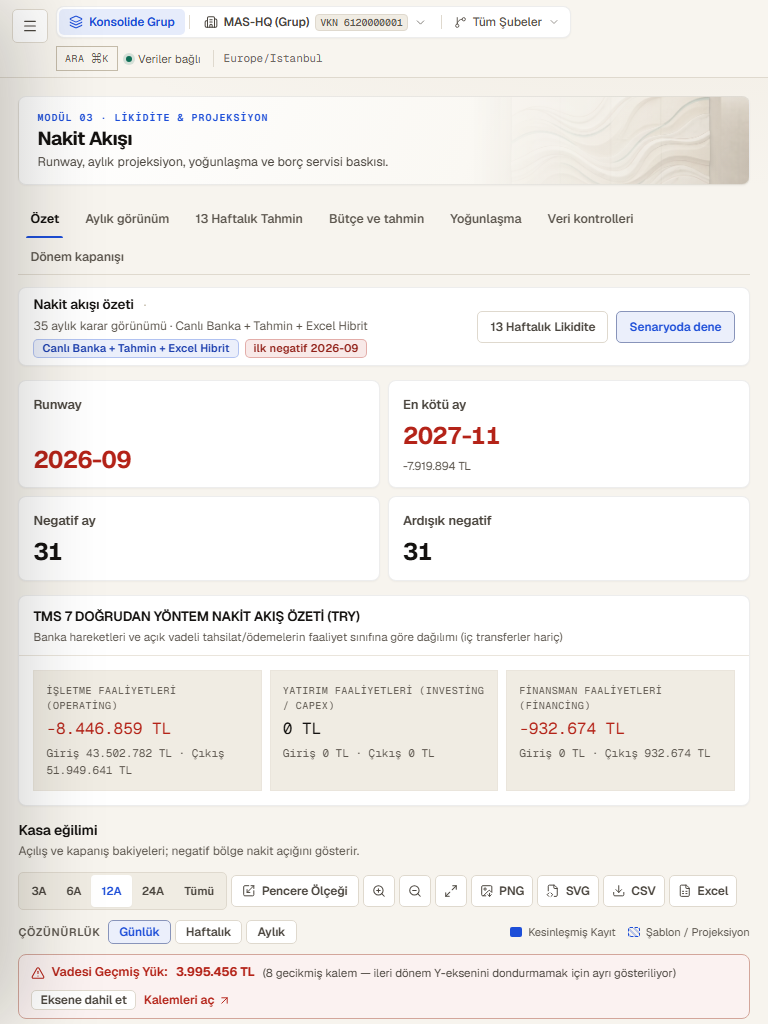 Konsolide Grup
MAS-HQ (Grup) VKN 6120000001
Tüm Şubeler
ARA ⌘K
Veriler bağlı
Europe/Istanbul
MODÜL 03 · LİKİDİTE & PROJEKSİYON
Nakit Akışı
Runway, aylık projeksiyon, yoğunlaşma ve borç servisi baskısı.
Özet
Aylık görünüm
13 Haftalık Tahmin
Bütçe ve tahmin
Yoğunlaşma
Veri kontrolleri
Dönem kapanışı
Nakit akışı özeti ·
35 aylık karar görünümü · Canlı Banka + Tahmin + Excel Hibrit
Canlı Banka + Tahmin + Excel Hibrit
ilk negatif 2026-09
13 Haftalık Likidite
Senaryoda dene
Runway
2026-09
En kötü ay
2027-11
-7.919.894 TL
Negatif ay
31
Ardışık negatif
31
TMS 7 DOĞRUDAN YÖNTEM NAKİT AKIŞ ÖZETİ (TRY)
Banka hareketleri ve açık vadeli tahsilat/ödemelerin faaliyet sınıfına göre dağılımı (iç transferler hariç)
İŞLETME FAALİYETLERİ
(OPERATİNG)
-8.446.859 TL
Giriş 43.502.782 TL · Çıkış
51.949.641 TL
YATIRIM FAALİYETLERİ (INVESTİNG
/ CAPEX)
0 TL
Giriş 0 TL · Çıkış 0 TL
FİNANSMAN FAALİYETLERİ
(FİNANCİNG)
-932.674 TL
Giriş 0 TL · Çıkış 932.674 TL
Kasa eğilimi
Açılış ve kapanış bakiyeleri; negatif bölge nakit açığını gösterir.
3A
6A
12A
24A
Tümü
Pencere Ölçeği
PNG
SVG
CSV
Excel
ÇÖZÜNÜRLÜK
Günlük
Haftalık
Aylık
Kesinleşmiş Kayıt
Şablon / Projeksiyon
Vadesi Geçmiş Yük: 3.995.456 TL (8 gecikmiş kalem — ileri dönem Y-eksenini dondurmamak için ayrı gösteriliyor)
Eksene dahil et
Kalemleri aç